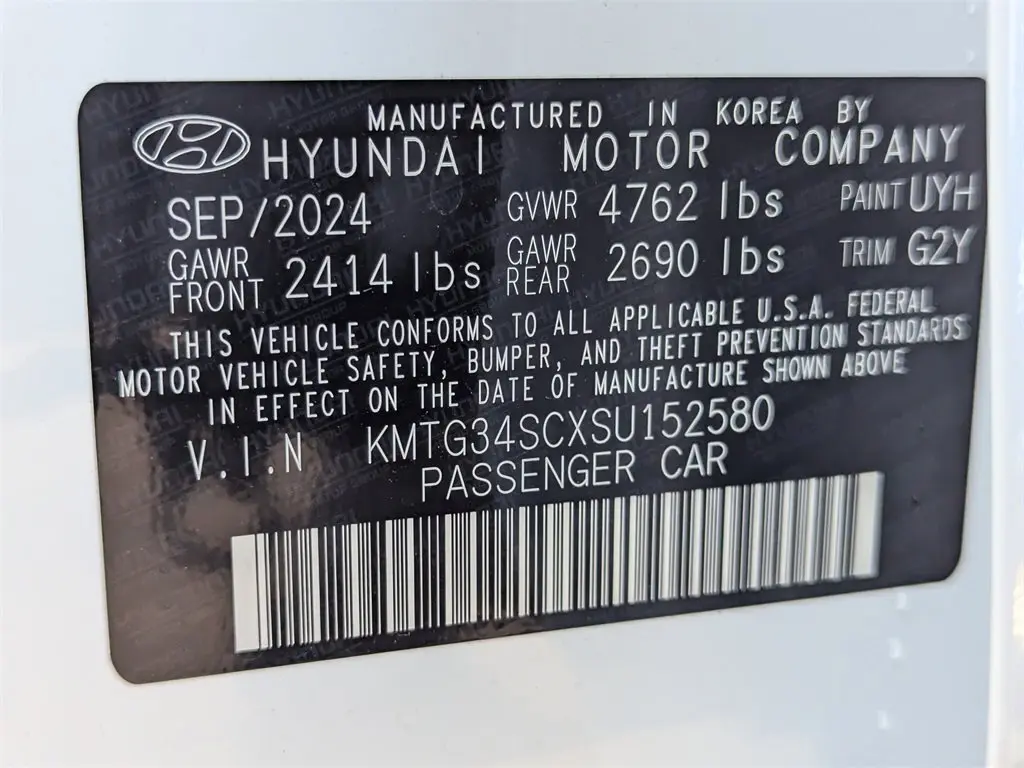 MANUFACTURED IN KOREA BY
HYUNDAI MOTOR COMPANY
SEP/2024 GVWR 4762 lbs PAINT UYH
GAWR FRONT 2414 lbs GAWR REAR 2690 lbs TRIM G2Y
THIS VEHICLE CONFORMS TO ALL APPLICABLE U.S.A. FEDERAL
MOTOR VEHICLE SAFETY, BUMPER, AND THEFT PREVENTION STANDARDS
IN EFFECT ON THE DATE OF MANUFACTURE SHOWN ABOVE
V.I.N KMTG34SCXSU152580
PASSENGER CAR